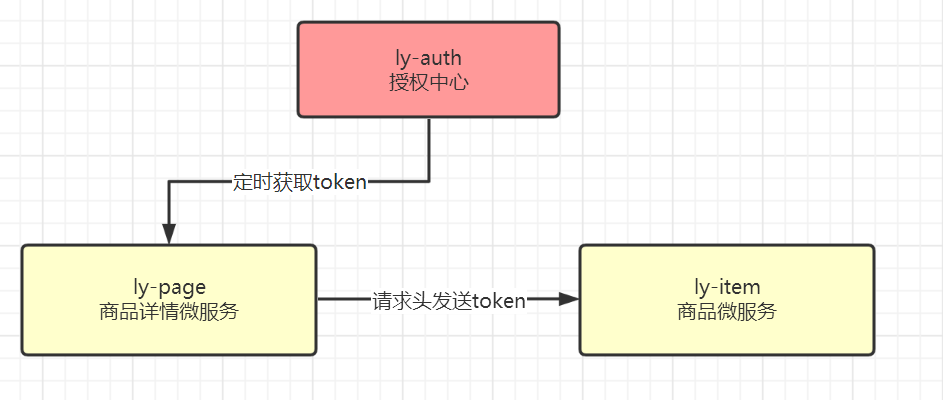 ly-auth
授权中心
定时获取token
ly-page
商品详情微服务
请求头发送token
ly-item
商品微服务